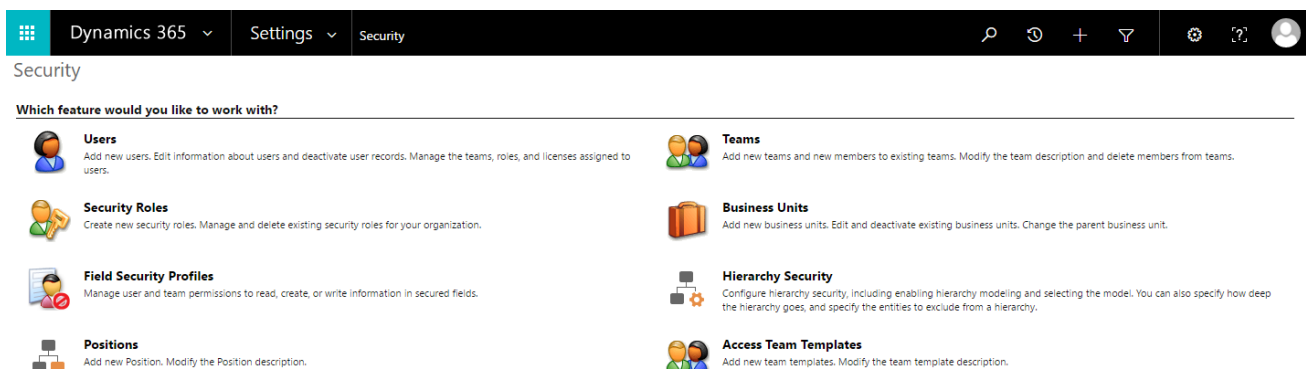 Dynamics 365 Settings Security
[?]
Security
Which feature would you like to work with?
Users
Add new users. Edit information about users and deactivate user records. Manage the teams, roles, and licenses assigned to
users.
Teams
Add new teams and new members to existing teams. Modify the team description and delete members from teams.
Security Roles
Create new security roles. Manage and delete existing security roles for your organization.
Business Units
Add new business units. Edit and deactivate existing business units. Change the parent business unit.
Field Security Profiles
Manage user and team permissions to read, create, or write information in secured fields.
Hierarchy Security
Configure hierarchy security, including enabling hierarchy modeling and selecting the model. You can also specify how deep
the hierarchy goes, and specify the entities to exclude from a hierarchy.
Positions
Add new Position. Modify the Position description.
Access Team Templates
Add new team templates. Modify the team template description.